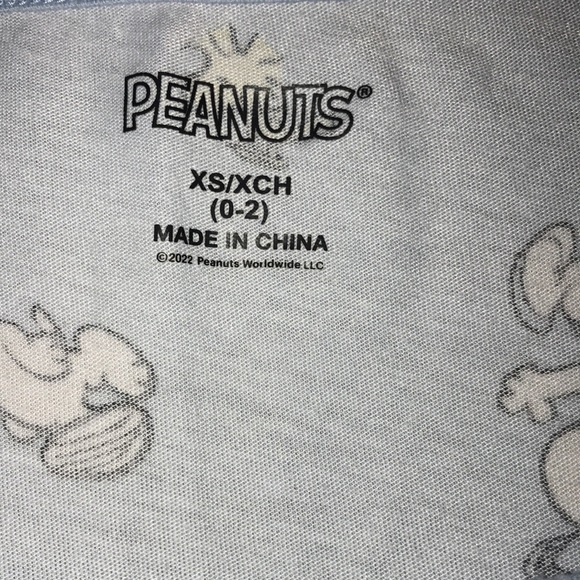 PEANUTS®
XS/XCH
(0-2)
MADE IN CHINA
©2022 Peanuts Worldwide LLC